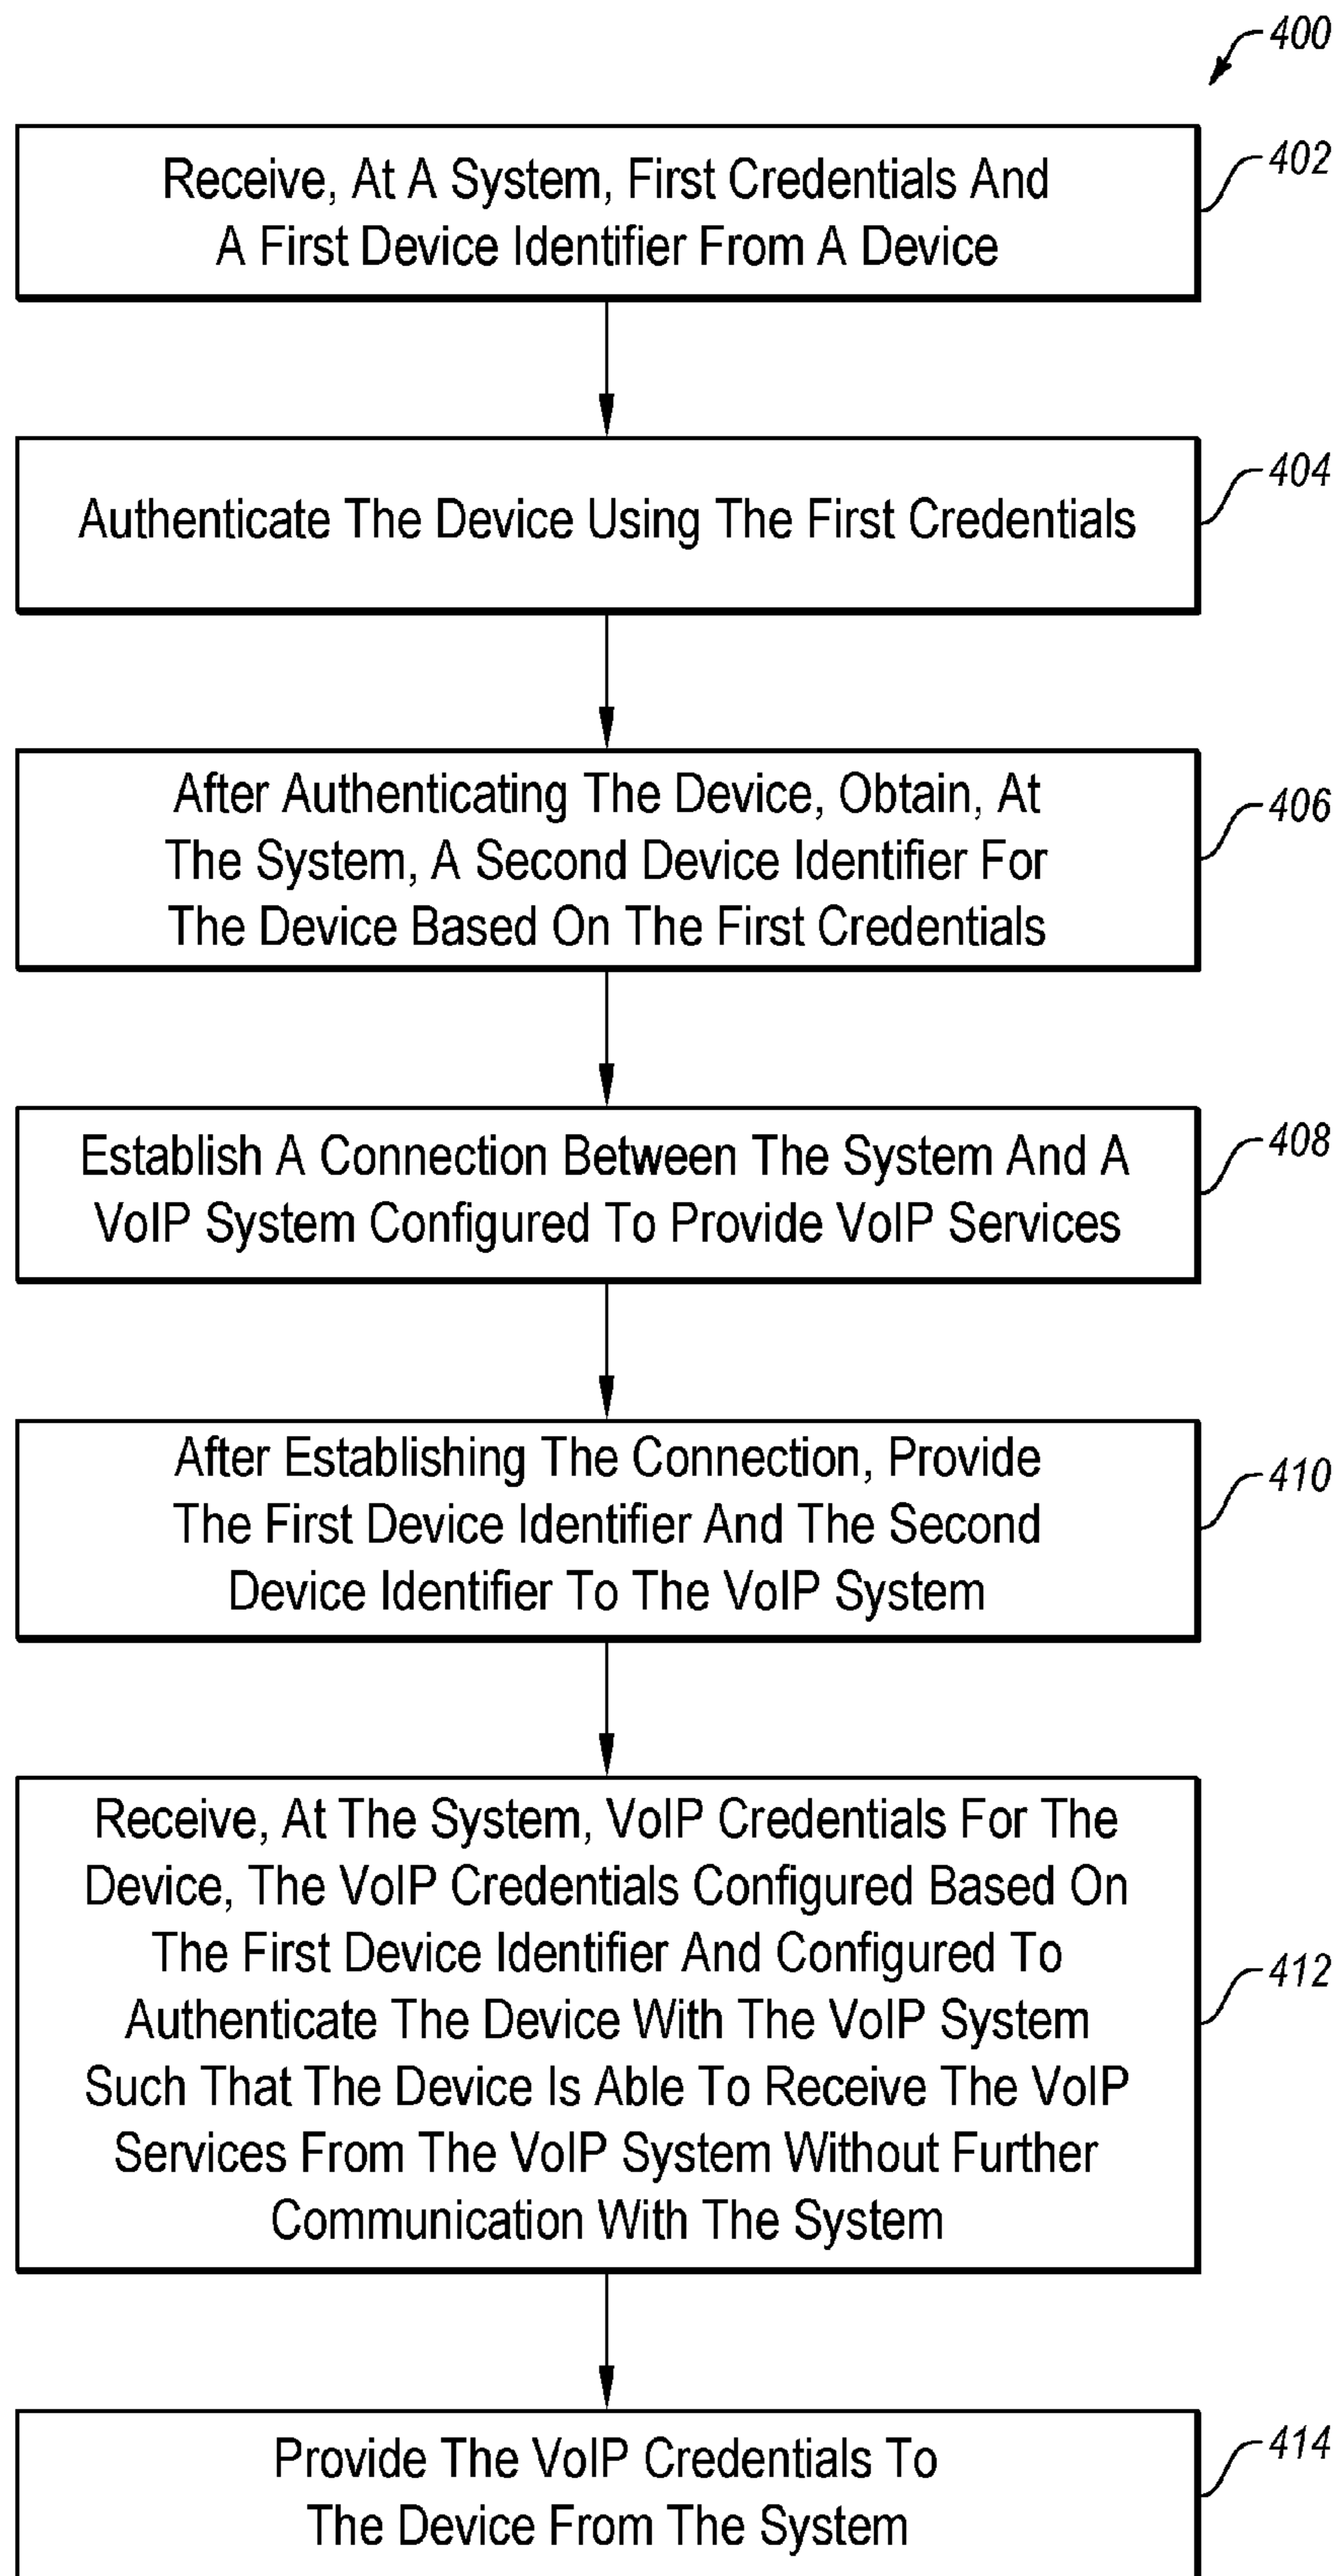 400
Receive, At A System, First Credentials And
A First Device Identifier From A Device
402
Authenticate The Device Using The First Credentials
404
After Authenticating The Device, Obtain, At
The System, A Second Device Identifier For
The Device Based On The First Credentials
406
Establish A Connection Between The System And A
VoIP System Configured To Provide VoIP Services
408
After Establishing The Connection, Provide
The First Device Identifier And The Second
Device Identifier To The VoIP System
410
Receive, At The System, VoIP Credentials For The
Device, The VoIP Credentials Configured Based On
The First Device Identifier And Configured To
Authenticate The Device With The VoIP System
Such That The Device Is Able To Receive The VoIP
Services From The VoIP System Without Further
Communication With The System
412
Provide The VoIP Credentials To
The Device From The System
414